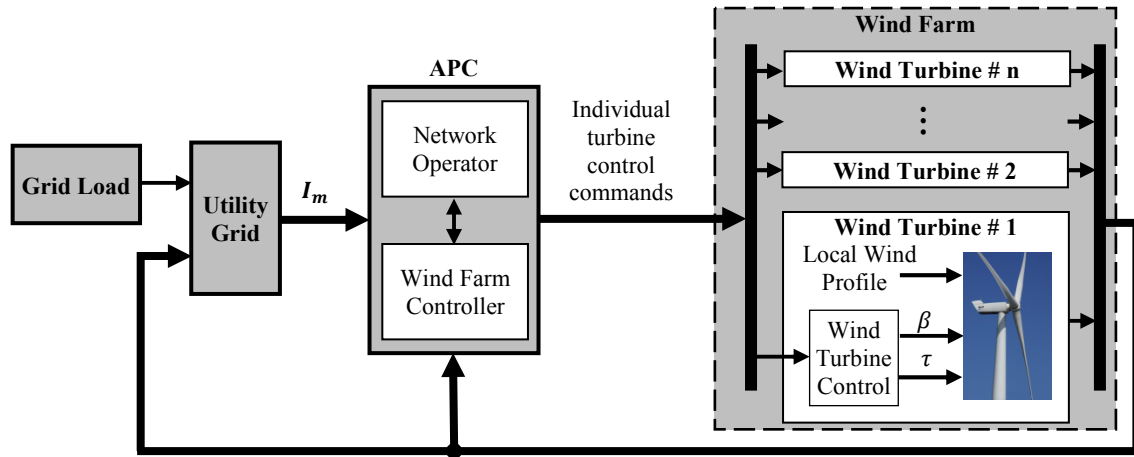 Grid Load
Utility
Grid
I_m
APC
Network
Operator
Wind Farm
Controller
Individual
turbine
control
commands
Wind Farm
Wind Turbine # n
⋮
Wind Turbine # 2
Wind Turbine # 1
Local Wind
Profile
Wind
Turbine
Control
β
τ